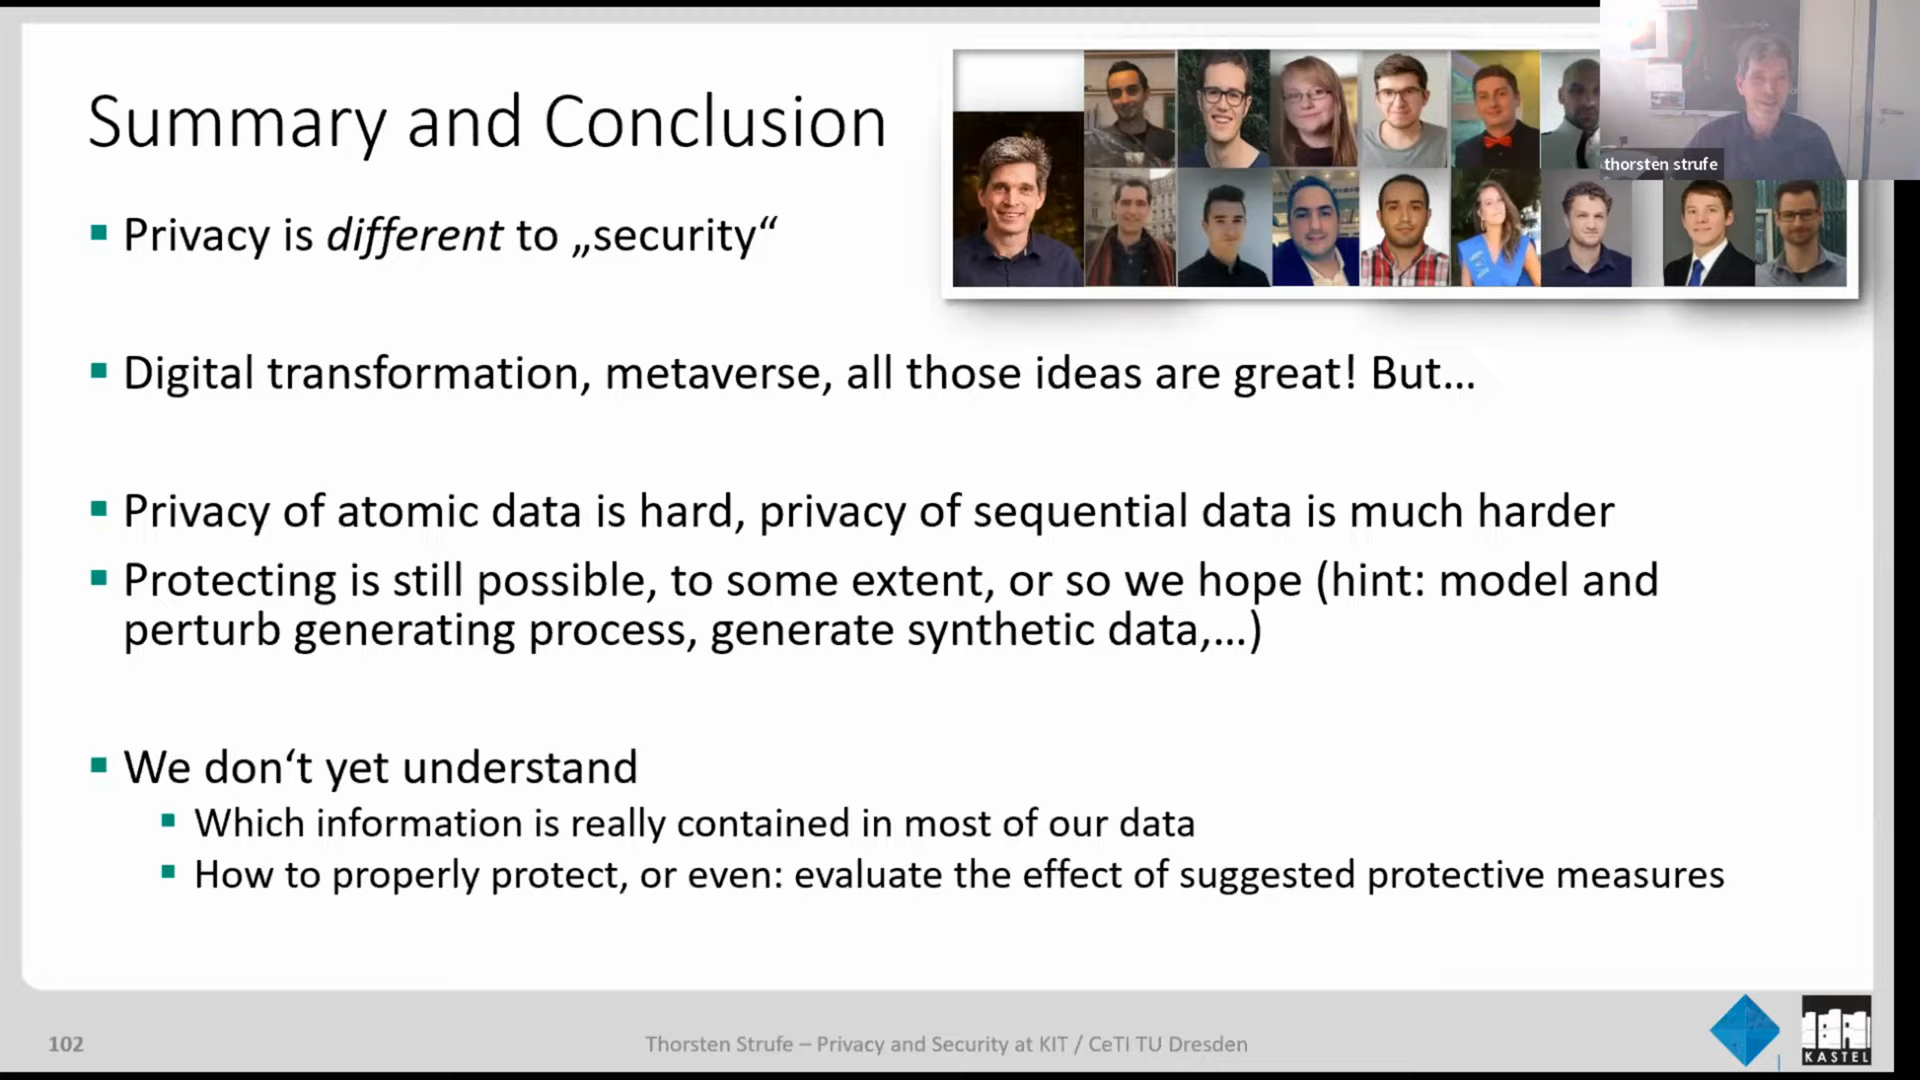 Summary and Conclusion
thorsten strufe
▪ Privacy is different to „security“
▪ Digital transformation, metaverse, all those ideas are great! But...
▪ Privacy of atomic data is hard, privacy of sequential data is much harder
▪ Protecting is still possible, to some extent, or so we hope (hint: model and
perturb generating process, generate synthetic data,...)
▪ We don‘t yet understand
▪ Which information is really contained in most of our data
▪ How to properly protect, or even: evaluate the effect of suggested protective measures
102
Thorsten Strufe – Privacy and Security at KIT / CeTI TU Dresden
KASTEL